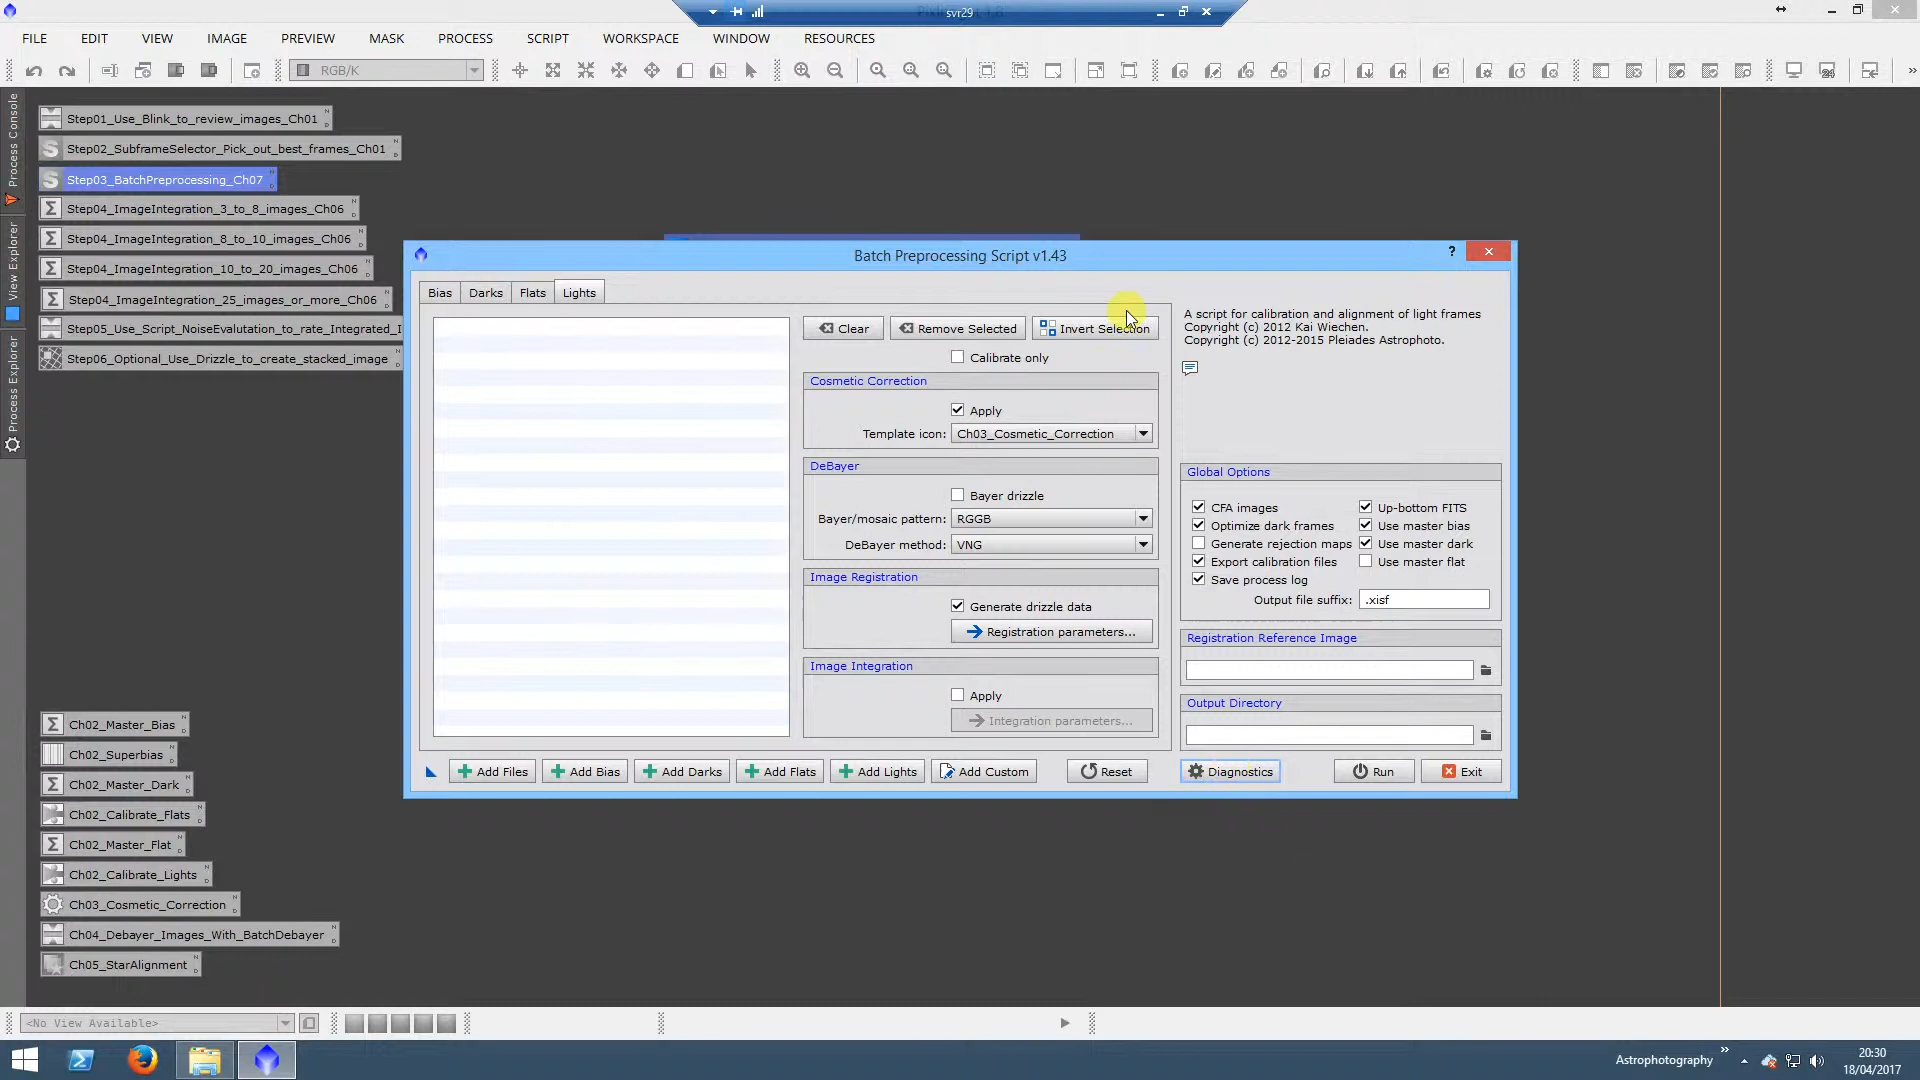 svr29
FILE EDIT VIEW IMAGE PREVIEW MASK PROCESS SCRIPT WORKSPACE WINDOW RESOURCES
RGB/K
Process Console
View Explorer
Process Explorer
Step01_Use_Blink_to_review_images_Ch01
Step02_SubframeSelector_Pick_out_best_frames_Ch01
Step03_BatchPreprocessing_Ch07
Step04_ImageIntegration_3_to_8_images_Ch06
Step04_ImageIntegration_8_to_10_images_Ch06
Step04_ImageIntegration_10_to_20_images_Ch06
Step04_ImageIntegration_25_images_or_more_Ch06
Step05_Use_Script_NoiseEvalutation_to_rate_Integrated_I
Step06_Optional_Use_Drizzle_to_create_stacked_image
Batch Preprocessing Script v1.43
Bias Darks Flats Lights
Clear Remove Selected Invert Selection
Calibrate only
Cosmetic Correction
Apply
Template icon: Ch03_Cosmetic_Correction
DeBayer
Bayer drizzle
Bayer/mosaic pattern: RGGB
DeBayer method: VNG
Image Registration
Generate drizzle data
Registration parameters...
Image Integration
Apply
Integration parameters...
A script for calibration and alignment of light frames
Copyright (c) 2012 Kai Wiechen.
Copyright (c) 2012-2015 Pleiades Astrophoto.
Global Options
CFA images Up-bottom FITS
Optimize dark frames Use master bias
Generate rejection maps Use master dark
Export calibration files Use master flat
Save process log
Output file suffix: .xisf
Registration Reference Image
Output Directory
Add Files Add Bias Add Darks Add Flats Add Lights Add Custom Reset Diagnostics Run Exit
Ch02_Master_Bias
Ch02_Superbias
Ch02_Master_Dark
Ch02_Calibrate_Flats
Ch02_Master_Flat
Ch02_Calibrate_Lights
Ch03_Cosmetic_Correction
Ch04_Debayer_Images_With_BatchDebayer
Ch05_StarAlignment
<No View Available>
Astrophotography
20:30
18/04/2017